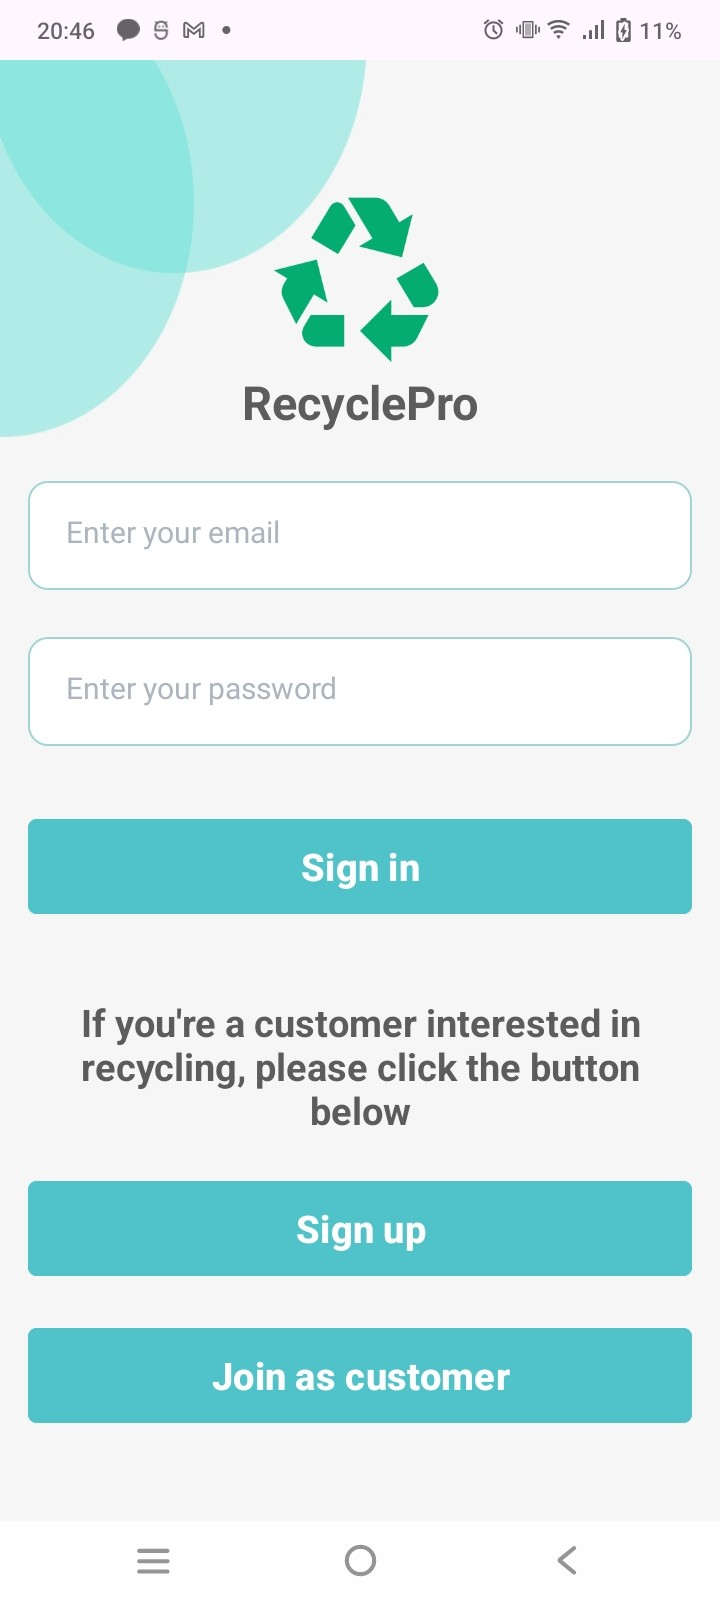 20:46
11%
RecyclePro
Enter your email
Enter your password
Sign in
If you're a customer interested in
recycling, please click the button
below
Sign up
Join as customer